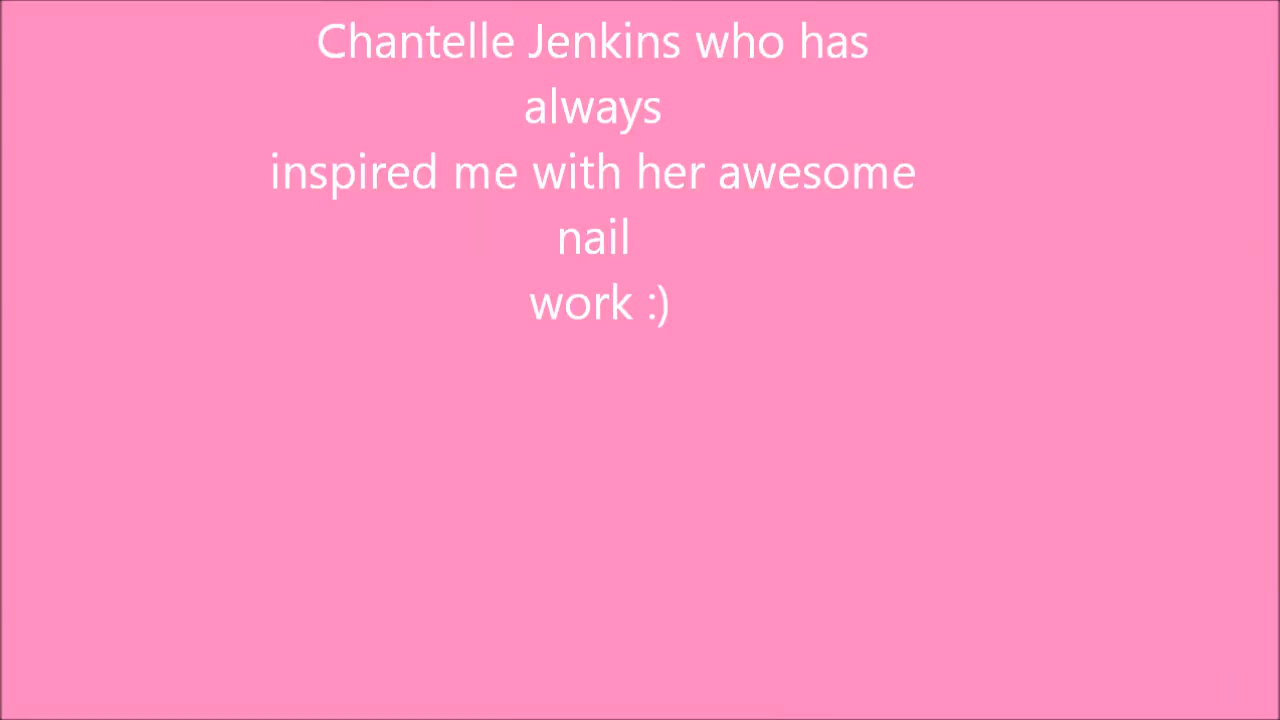 Chantelle Jenkins who has
always
inspired me with her awesome
nail
work :)